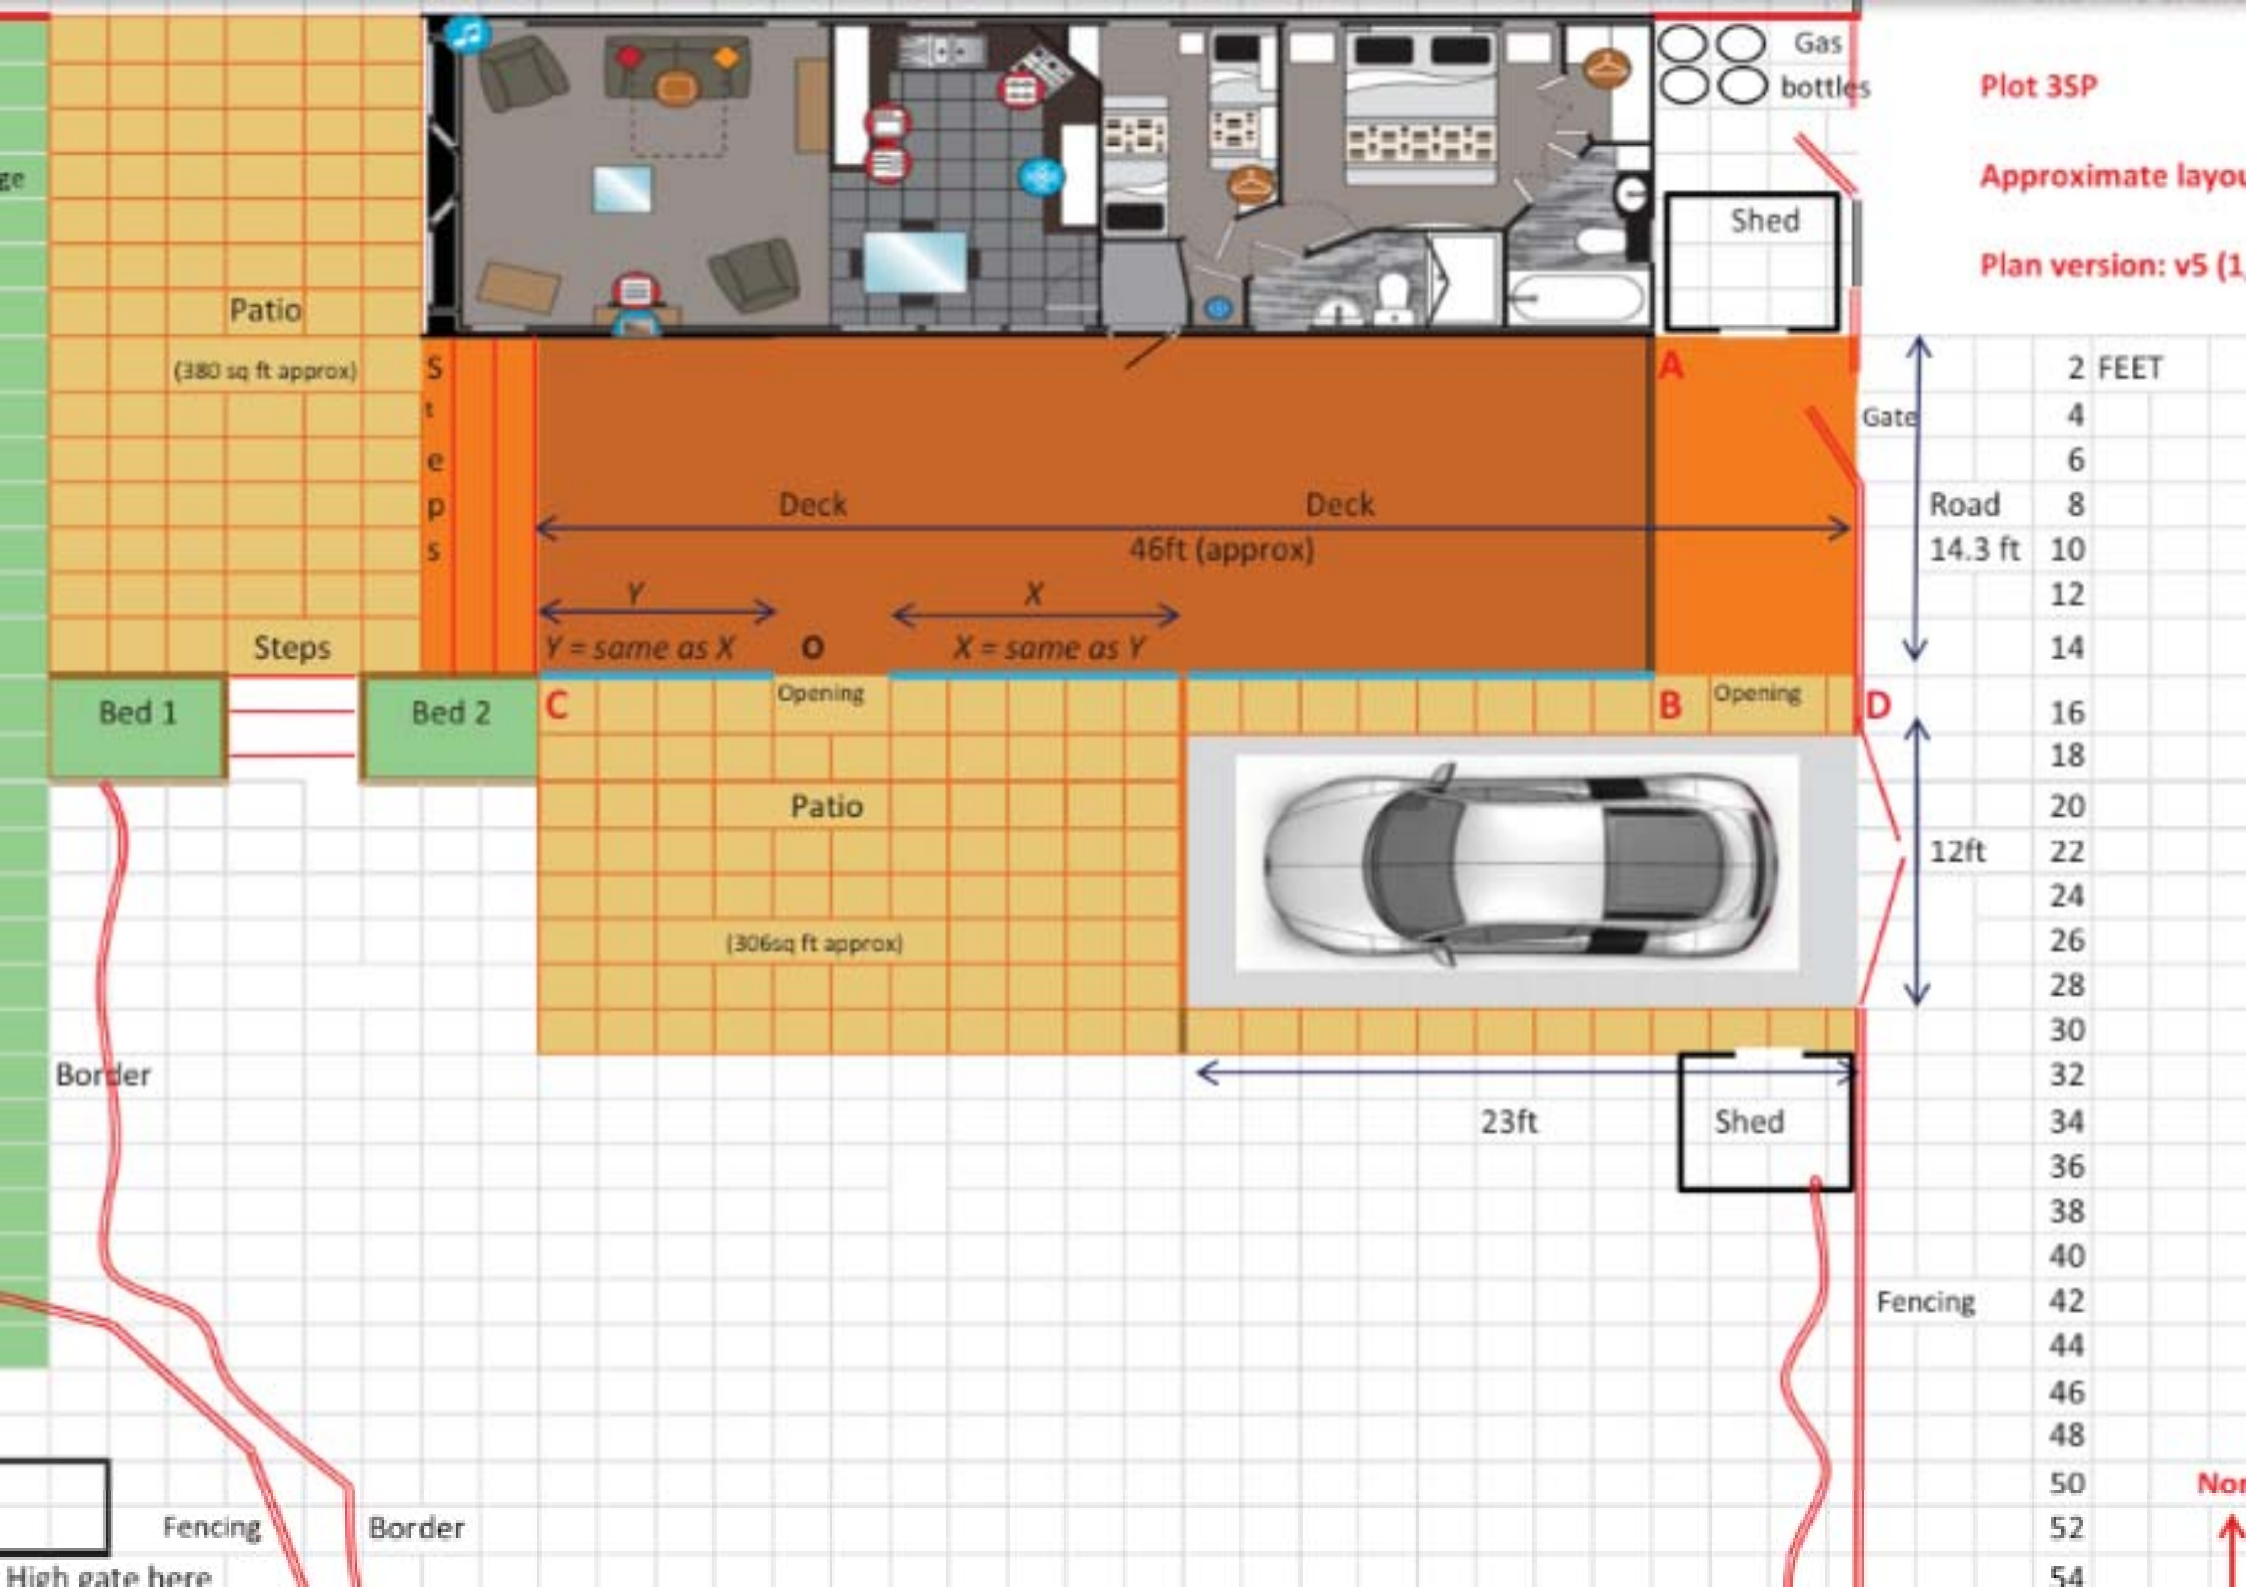 Gas
bottles
Plot 3SP
ge
Approximate layou
Shed
Plan version: v5 (1,
Patio
(380 sq ft approx)
S
t
e
p
s
A
2 FEET
Gate
4
6
Deck
Deck
Road
8
46ft (approx)
14.3 ft
10
Y
X
12
Steps
Y = same as X
O
X = same as Y
14
Bed 1
Bed 2
C
Opening
B
Opening
D
16
18
Patio
20
12ft
22
24
(306sq ft approx)
26
28
30
Border
32
23ft
Shed
34
36
38
40
Fencing
42
44
46
48
50
Nor
Fencing
Border
52
High gate here
54